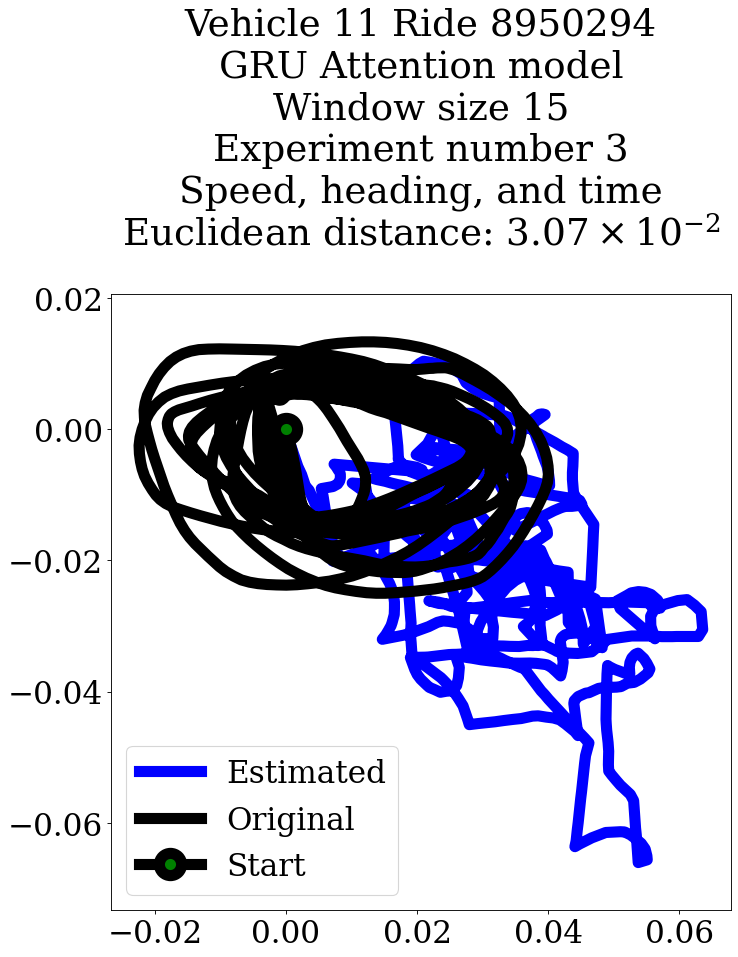 Vehicle 11 Ride 8950294
GRU Attention model
Window size 15
Experiment number 3
Speed, heading, and time
Euclidean distance: 3.07 × 10⁻²
0.02
0.00
−0.02
−0.04
−0.06
Estimated
Original
Start
−0.02 0.00 0.02 0.04 0.06